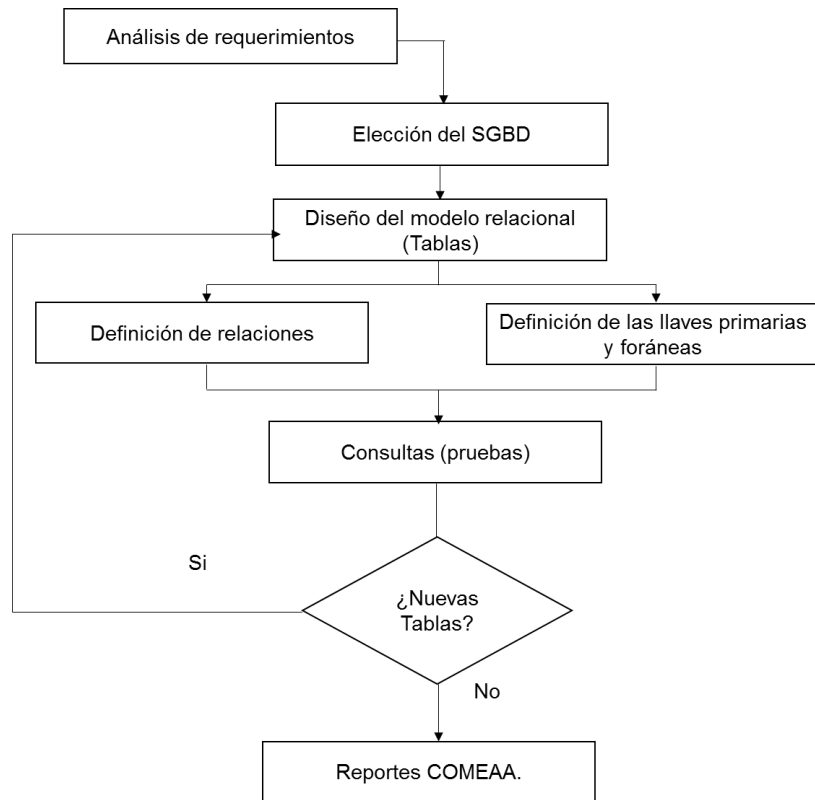 Análisis de requerimientos
Elección del SGBD
Diseño del modelo relacional
(Tablas)
Definición de relaciones
Definición de las llaves primarias
y foráneas
Consultas (pruebas)
Si
¿Nuevas
Tablas?
No
Reportes COMEAA.